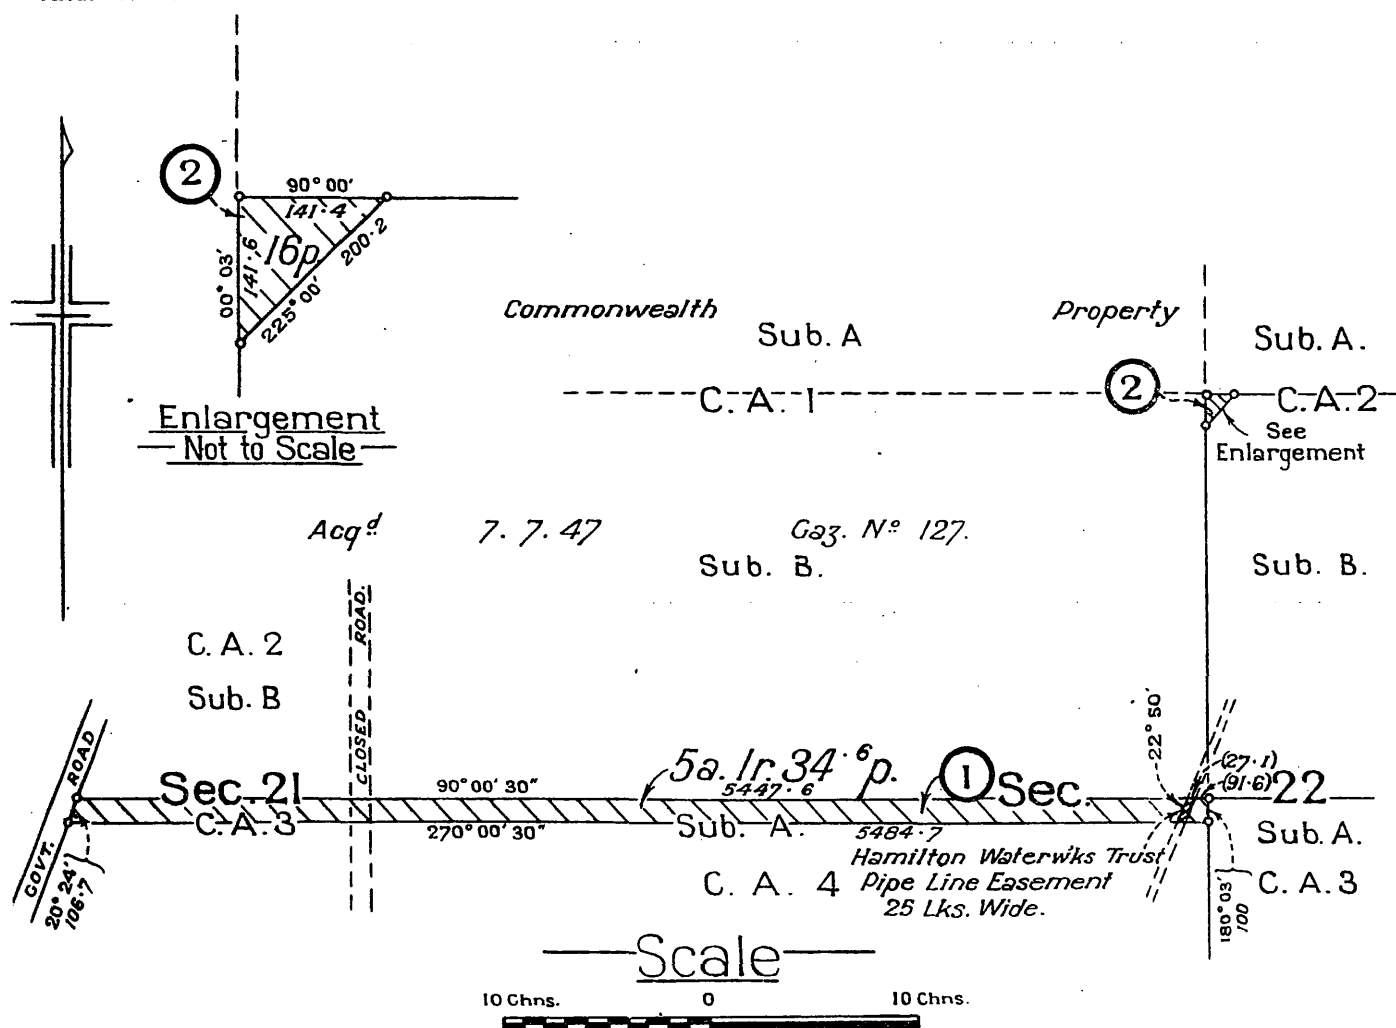 2
90° 00'
141·4
16p
00° 03'
141·6
200·2
225° 00'
Enlargement
Not to Scale
Commonwealth Property
Sub. A
Sub. A.
C. A. 1
2
C. A. 2
See
Enlargement
Acqd 7. 7. 47 Gaz. No 127.
Sub. B.
Sub. B.
C. A. 2
Sub. B
CLOSED ROAD.
GOVT. ROAD
22° 50'
(27·1)
(91·6)
5a. 1r. 34·6p.
1
Sec. 21
90° 00' 30"
5447·6
Sec. 22
C. A. 3
270° 00' 30"
Sub. A.
5484·7
Sub. A.
Hamilton Waterw'ks Trust
C. A. 4
Pipe Line Easement
25 Lks. Wide.
C. A. 3
20° 24'
106·7
180° 03'
100
Scale
10 Chns. 0 10 Chns.